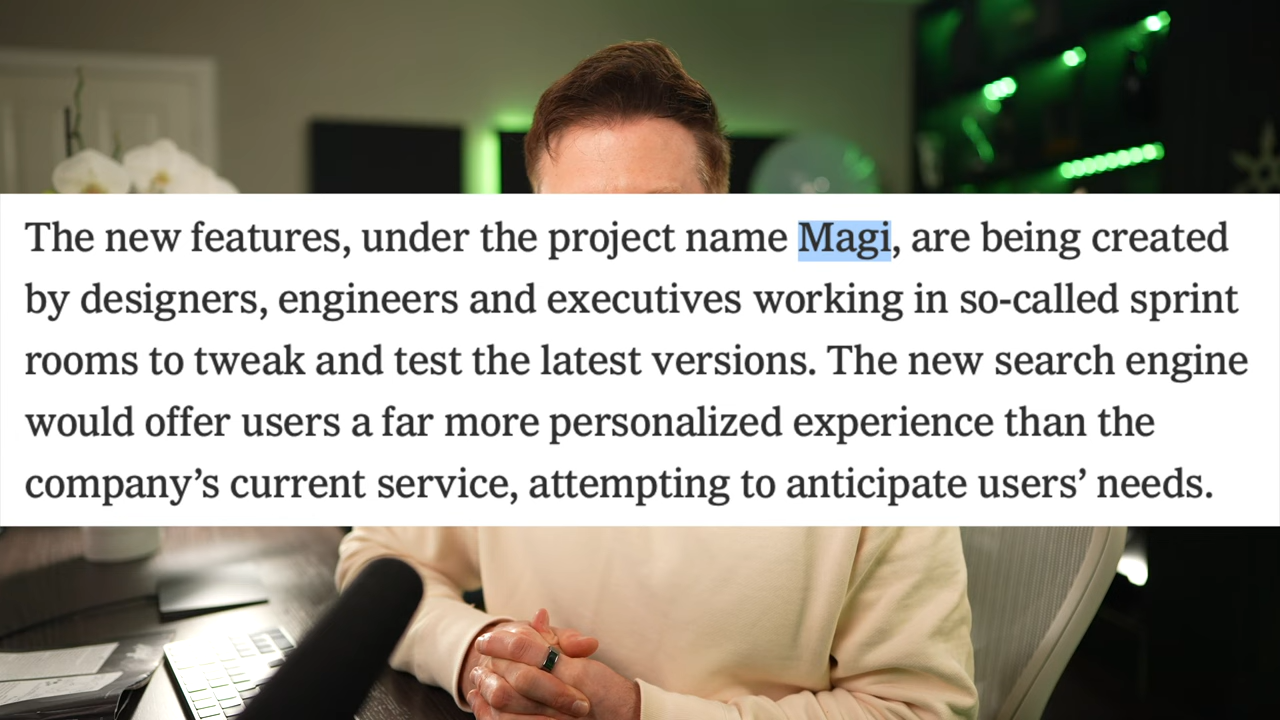 The new features, under the project name Magi, are being created
by designers, engineers and executives working in so-called sprint
rooms to tweak and test the latest versions. The new search engine
would offer users a far more personalized experience than the
company’s current service, attempting to anticipate users’ needs.